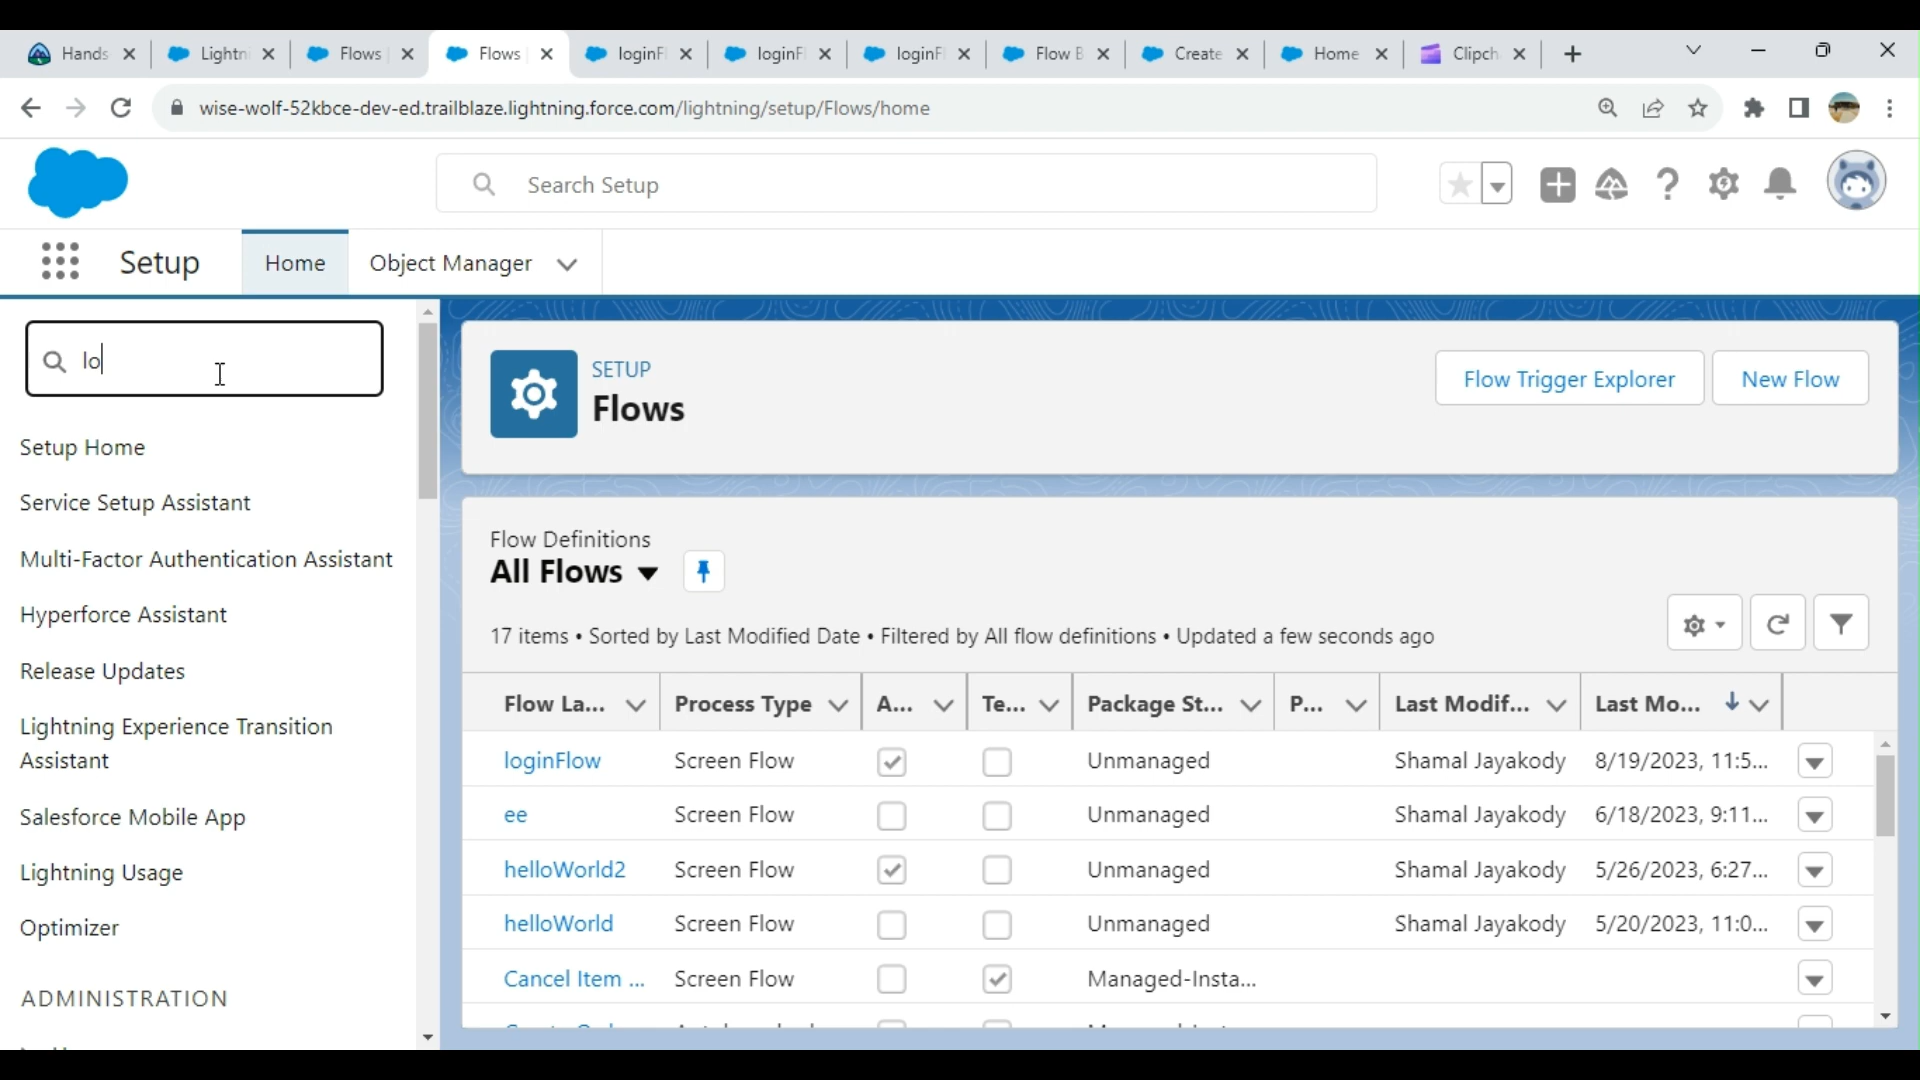 Hands
Lightni
Flows
Flows
loginFl
loginFl
loginFl
Flow B
Create
Home
Clipch
wise-wolf-52kbce-dev-ed.trailblaze.lightning.force.com/lightning/setup/Flows/home
Search Setup
Setup
Home
Object Manager
lo
Setup Home
Service Setup Assistant
Multi-Factor Authentication Assistant
Hyperforce Assistant
Release Updates
Lightning Experience Transition
Assistant
Salesforce Mobile App
Lightning Usage
Optimizer
ADMINISTRATION
SETUP
Flows
Flow Trigger Explorer
New Flow
Flow Definitions
All Flows
17 items • Sorted by Last Modified Date • Filtered by All flow definitions • Updated a few seconds ago
Flow La... Process Type A... Te... Package St... P... Last Modif... Last Mo...
loginFlow Screen Flow Unmanaged Shamal Jayakody 8/19/2023, 11:5...
ee Screen Flow Unmanaged Shamal Jayakody 6/18/2023, 9:11...
helloWorld2 Screen Flow Unmanaged Shamal Jayakody 5/26/2023, 6:27...
helloWorld Screen Flow Unmanaged Shamal Jayakody 5/20/2023, 11:0...
Cancel Item ... Screen Flow Managed-Insta...